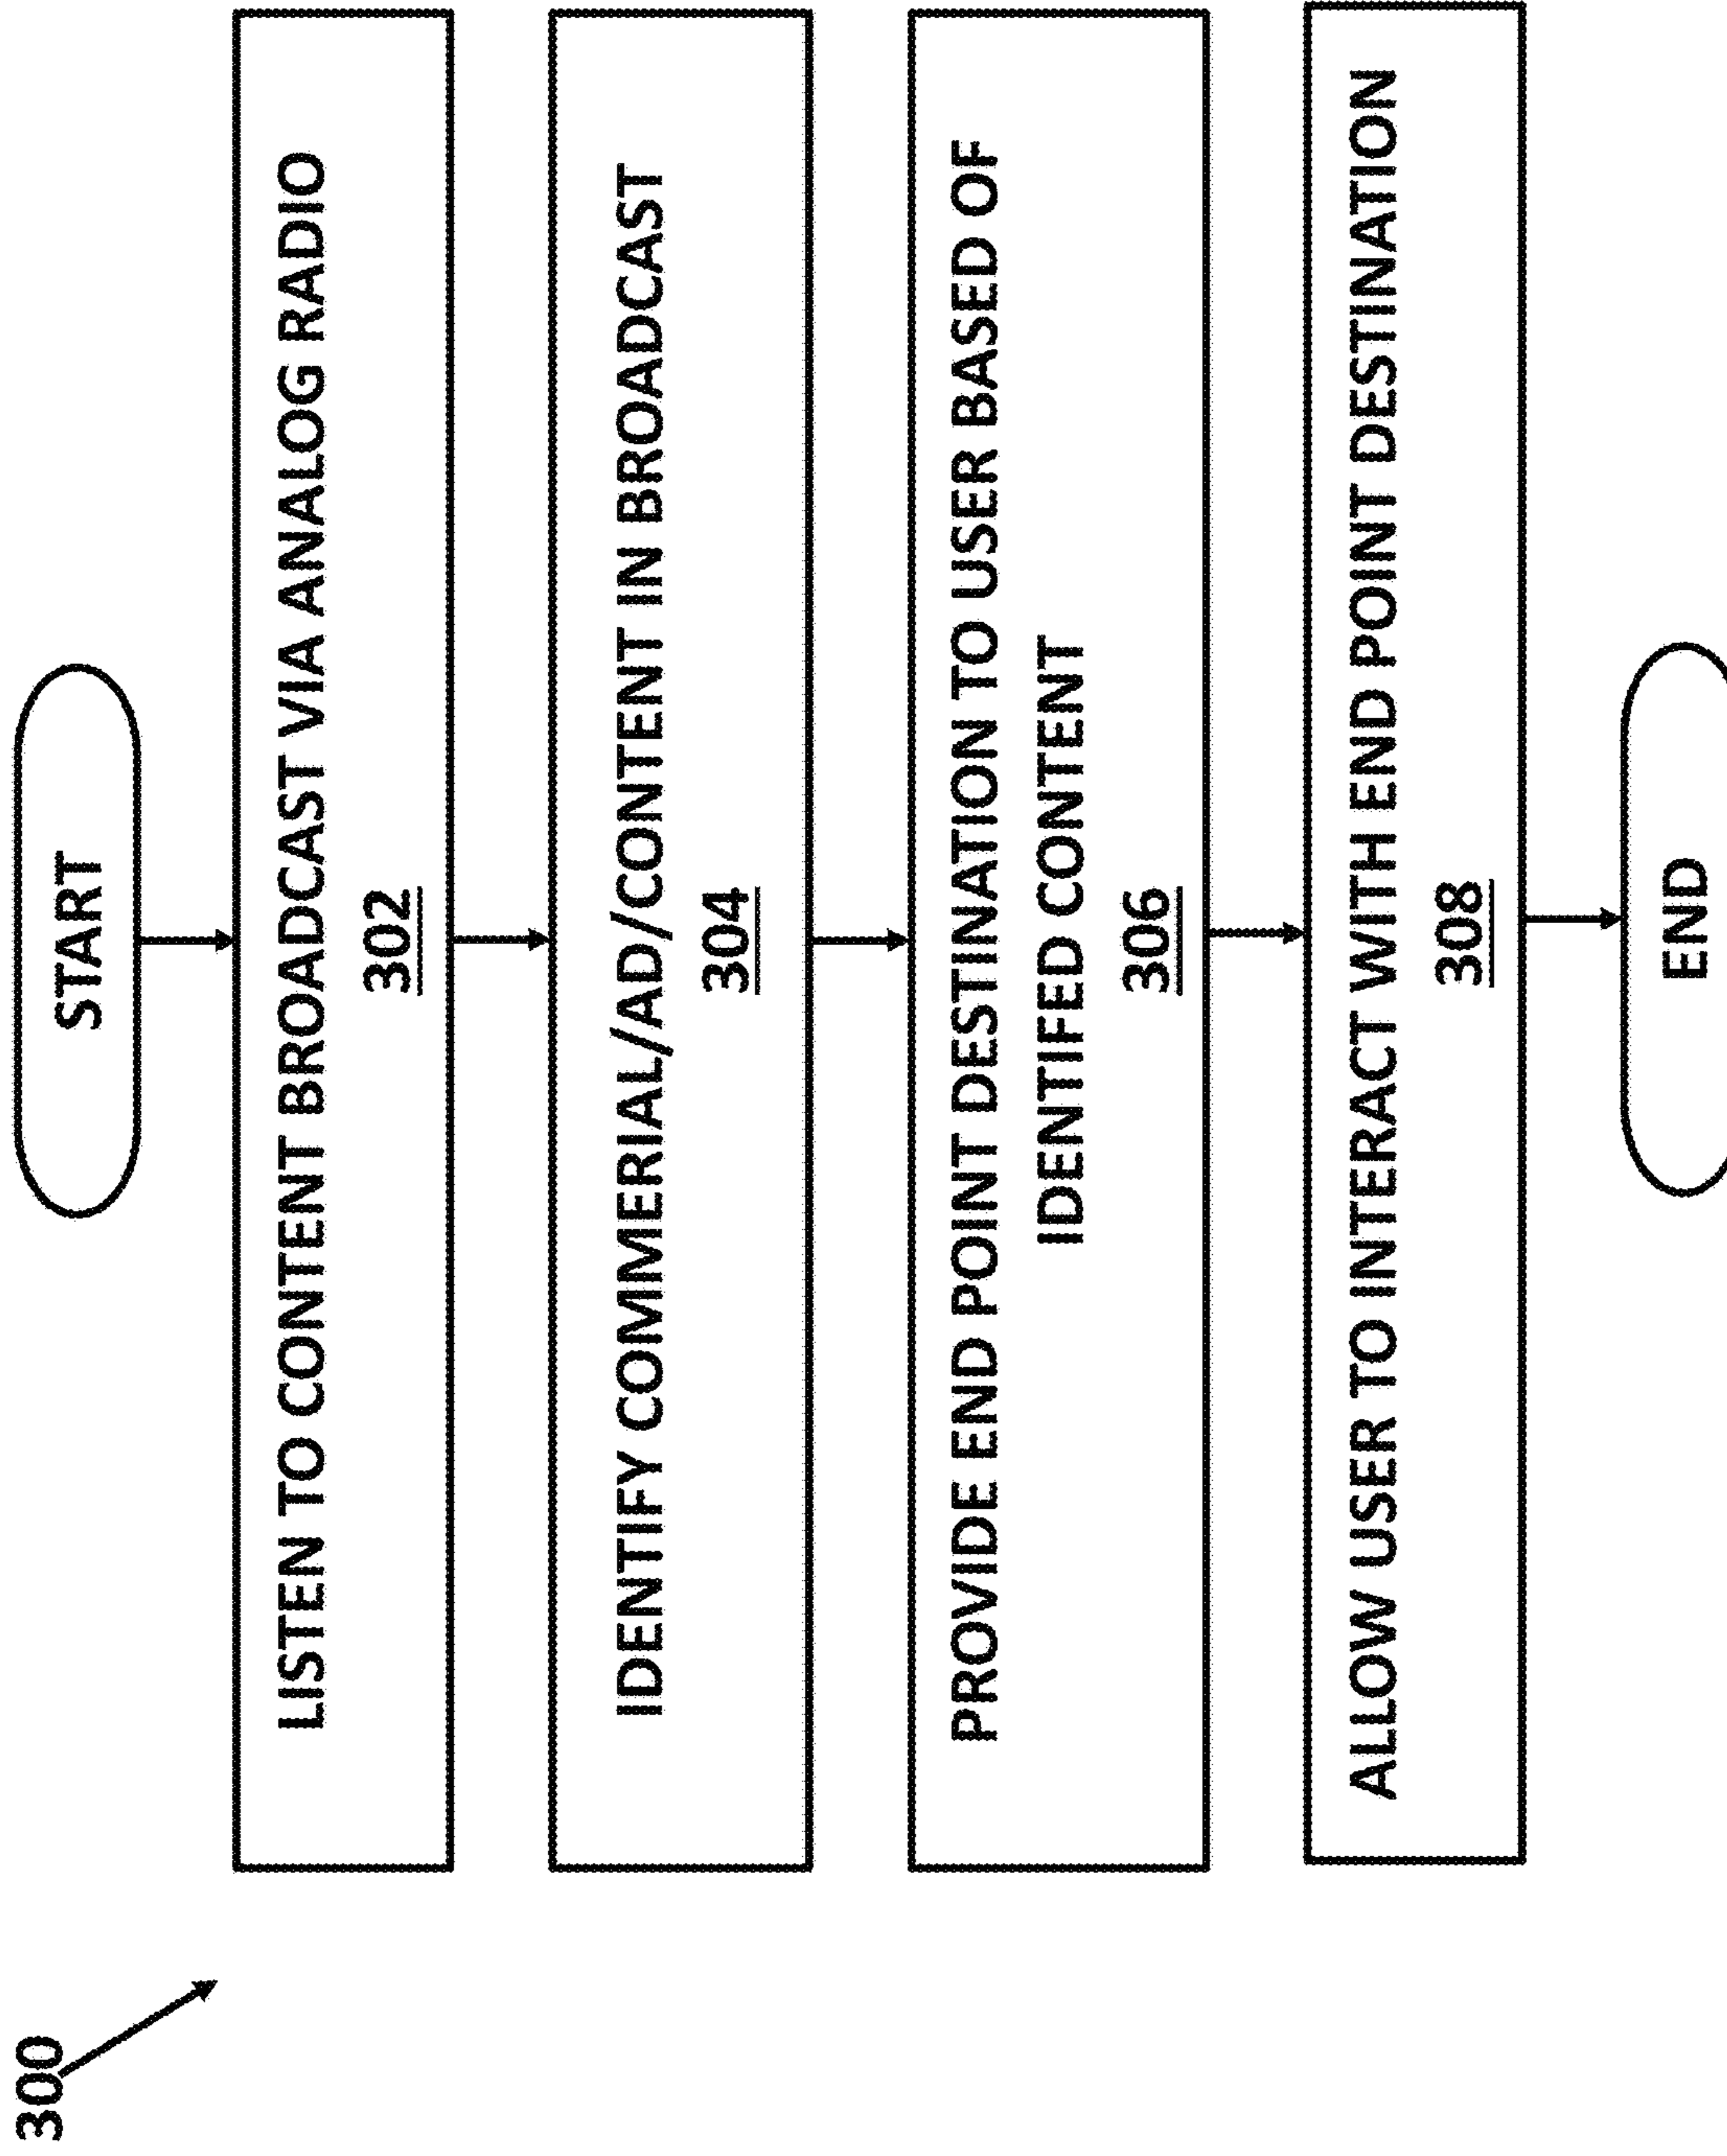 300
START
LISTEN TO CONTENT BROADCAST VIA ANALOG RADIO
302
IDENTIFY COMMERIAL/AD/CONTENT IN BROADCAST
304
PROVIDE END POINT DESTINATION TO USER BASED OF
IDENTIFED CONTENT
306
ALLOW USER TO INTERACT WITH END POINT DESTINATION
308
END